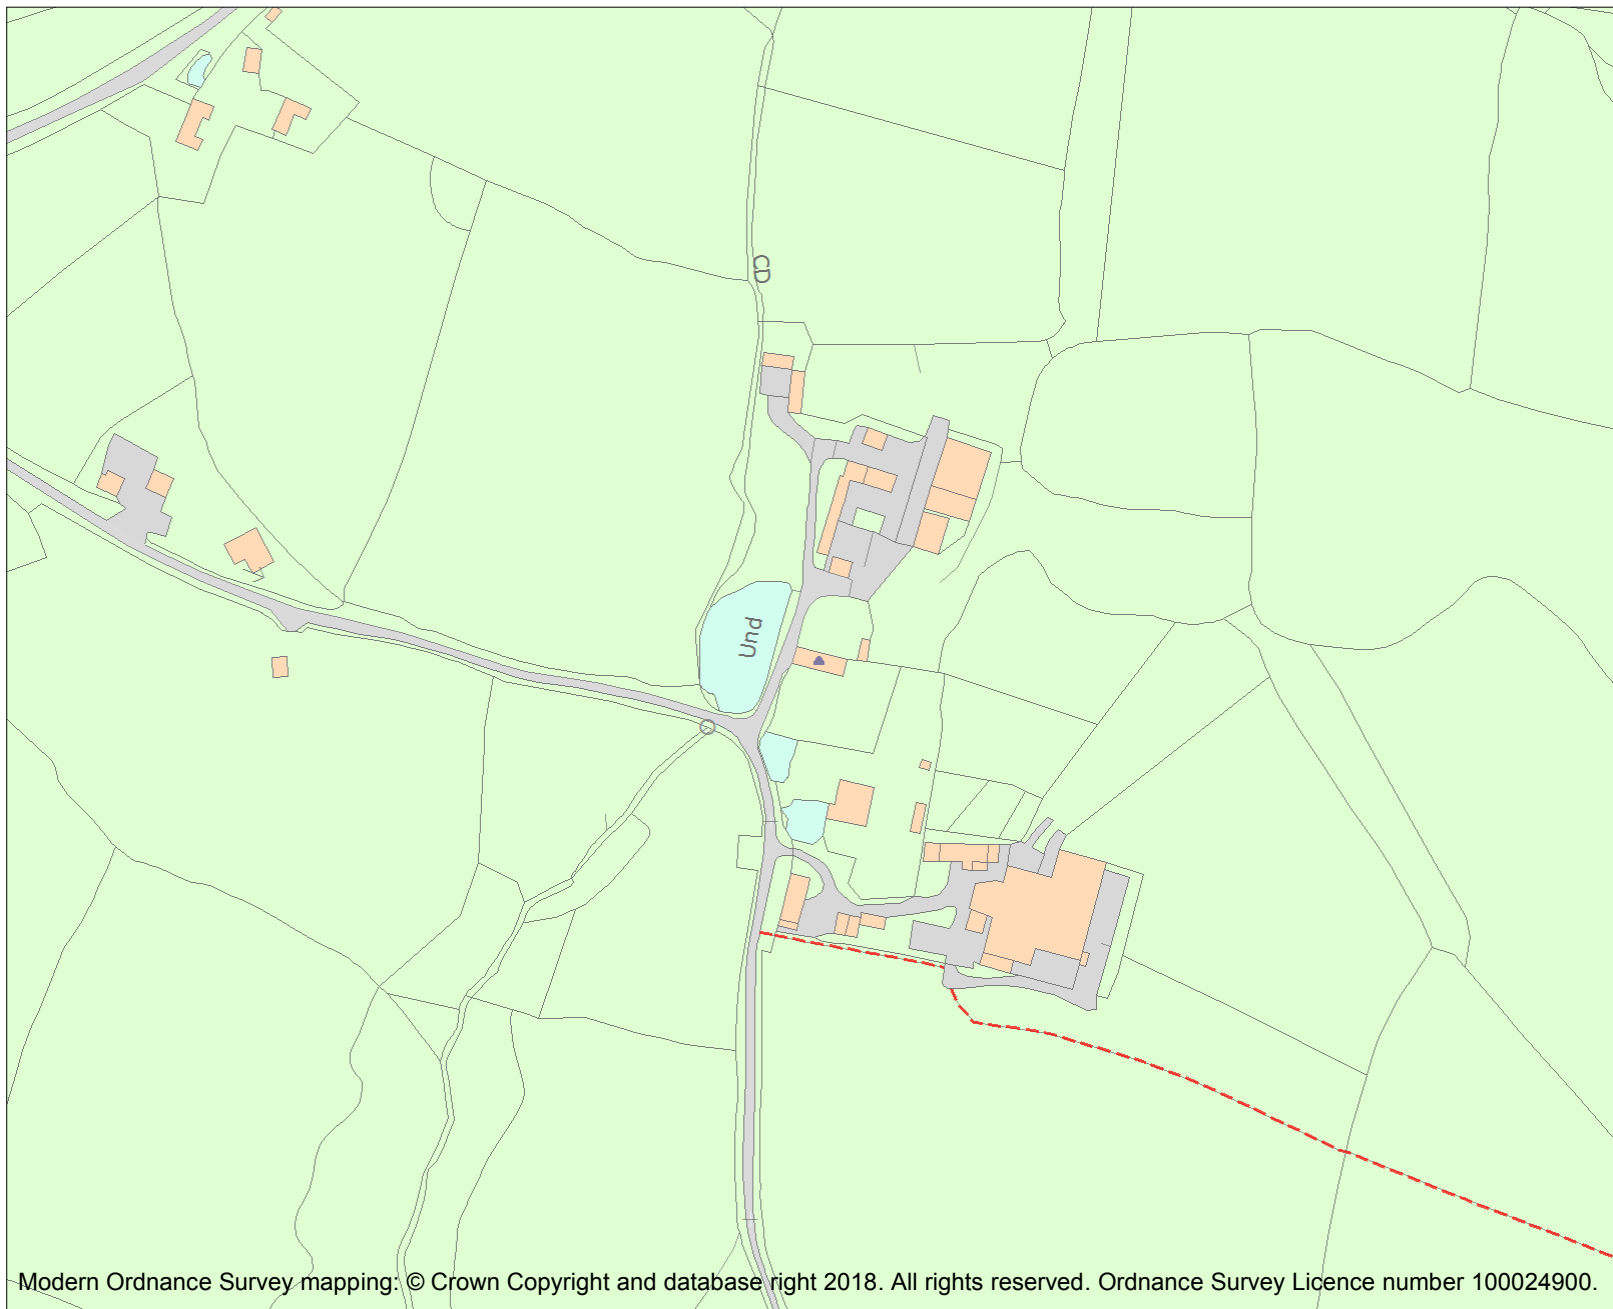 CD
Und
Modern Ordnance Survey mapping: © Crown Copyright and database right 2018. All rights reserved. Ordnance Survey Licence number 100024900.